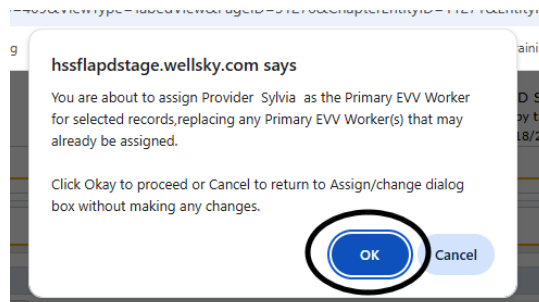 hssflapdstage.wellsky.com says
You are about to assign Provider Sylvia as the Primary EVV Worker
for selected records,replacing any Primary EVV Worker(s) that may
already be assigned.
Click Okay to proceed or Cancel to return to Assign/change dialog
box without making any changes.
OK
Cancel